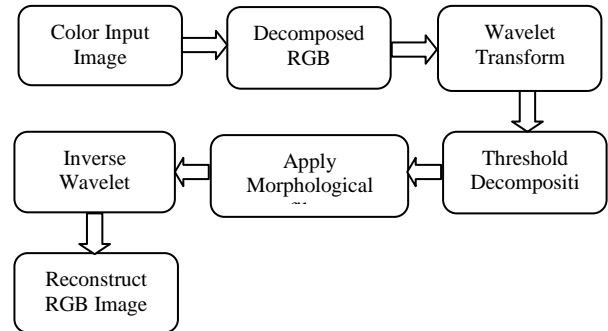 Color Input
Image
Decomposed
RGB
Wavelet
Transform
Threshold
Decompositi
Apply
Morphological
Inverse
Wavelet
Reconstruct
RGB Image